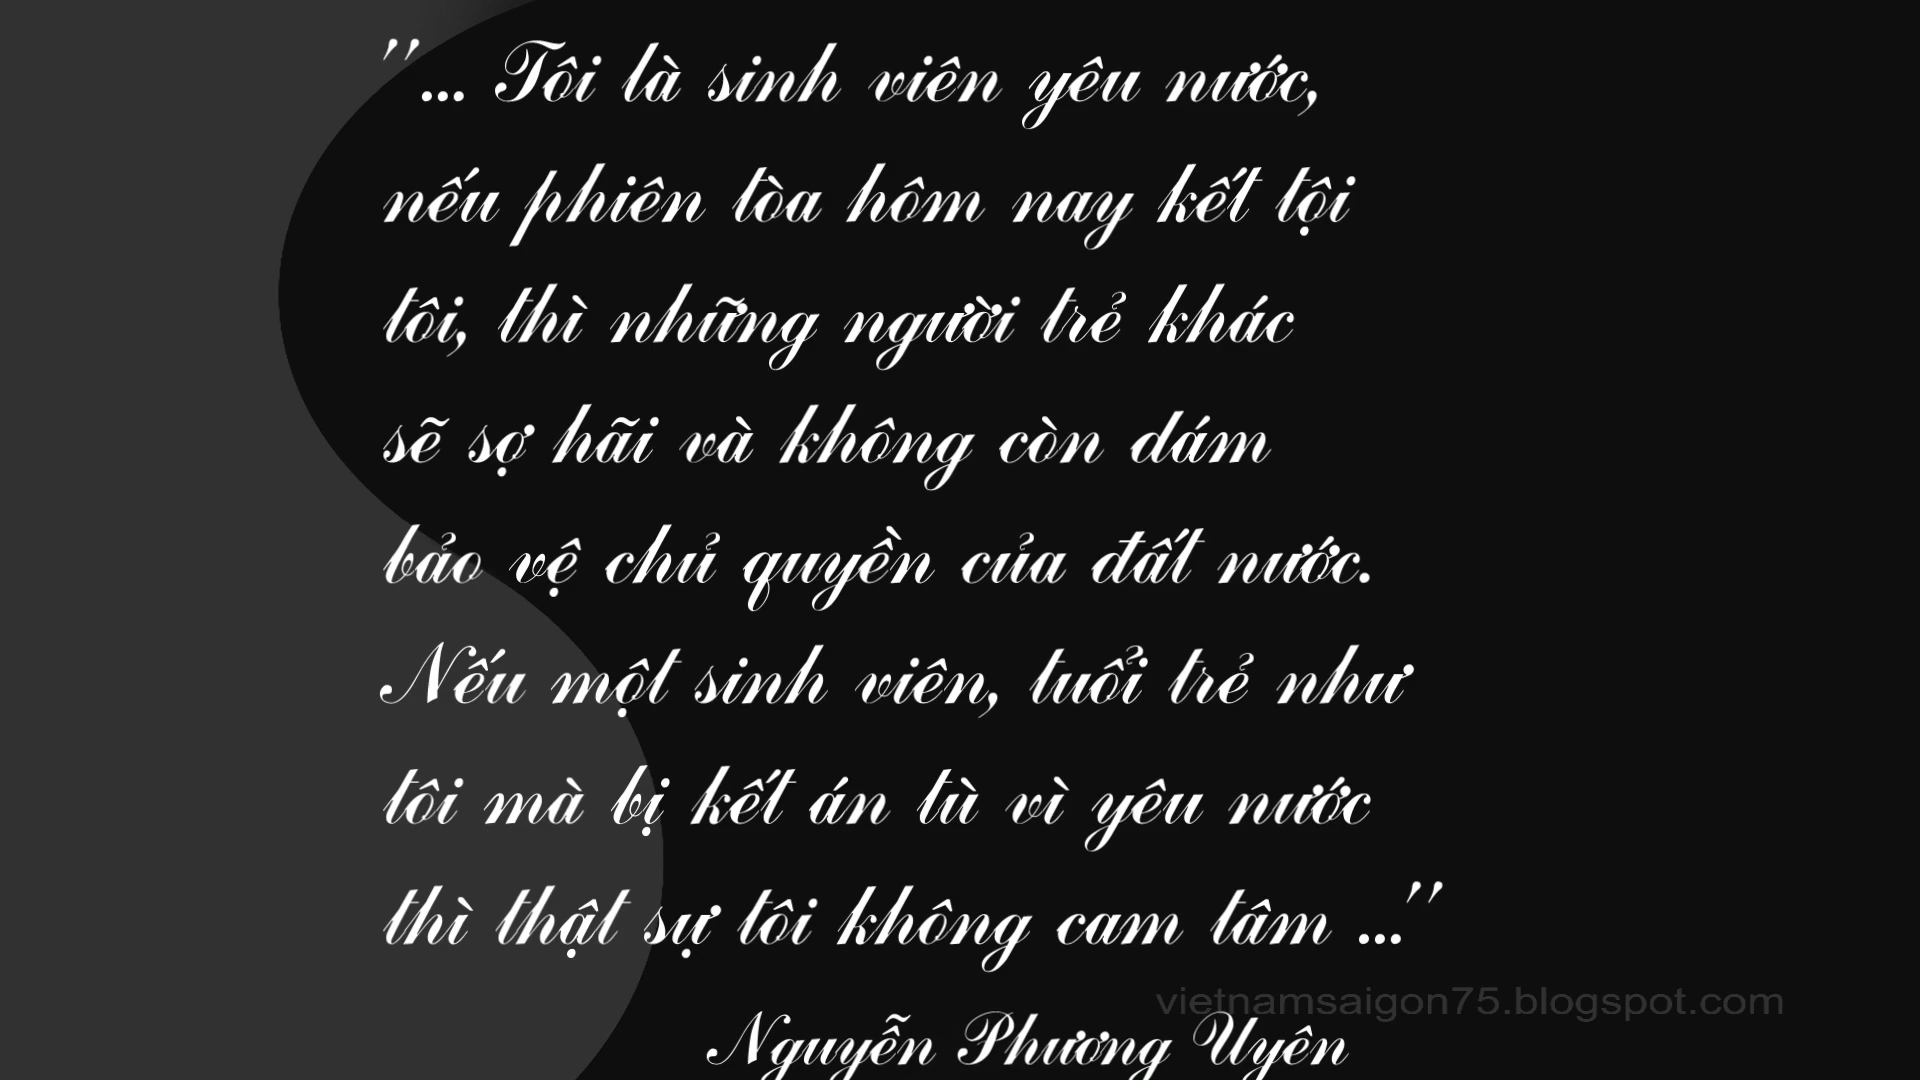 "... Tôi là sinh viên yêu nước,
nếu phiên tòa hôm nay kết tội
tôi, thì những người trẻ khác
sẽ sợ hãi và không còn dám
bảo vệ chủ quyền của đất nước.
Nếu một sinh viên, tuổi trẻ như
tôi mà bị kết án tù vì yêu nước
thì thật sự tôi không cam tâm ..."
vietnamsaigon75.blogspot.com
Nguyễn Phương Uyên